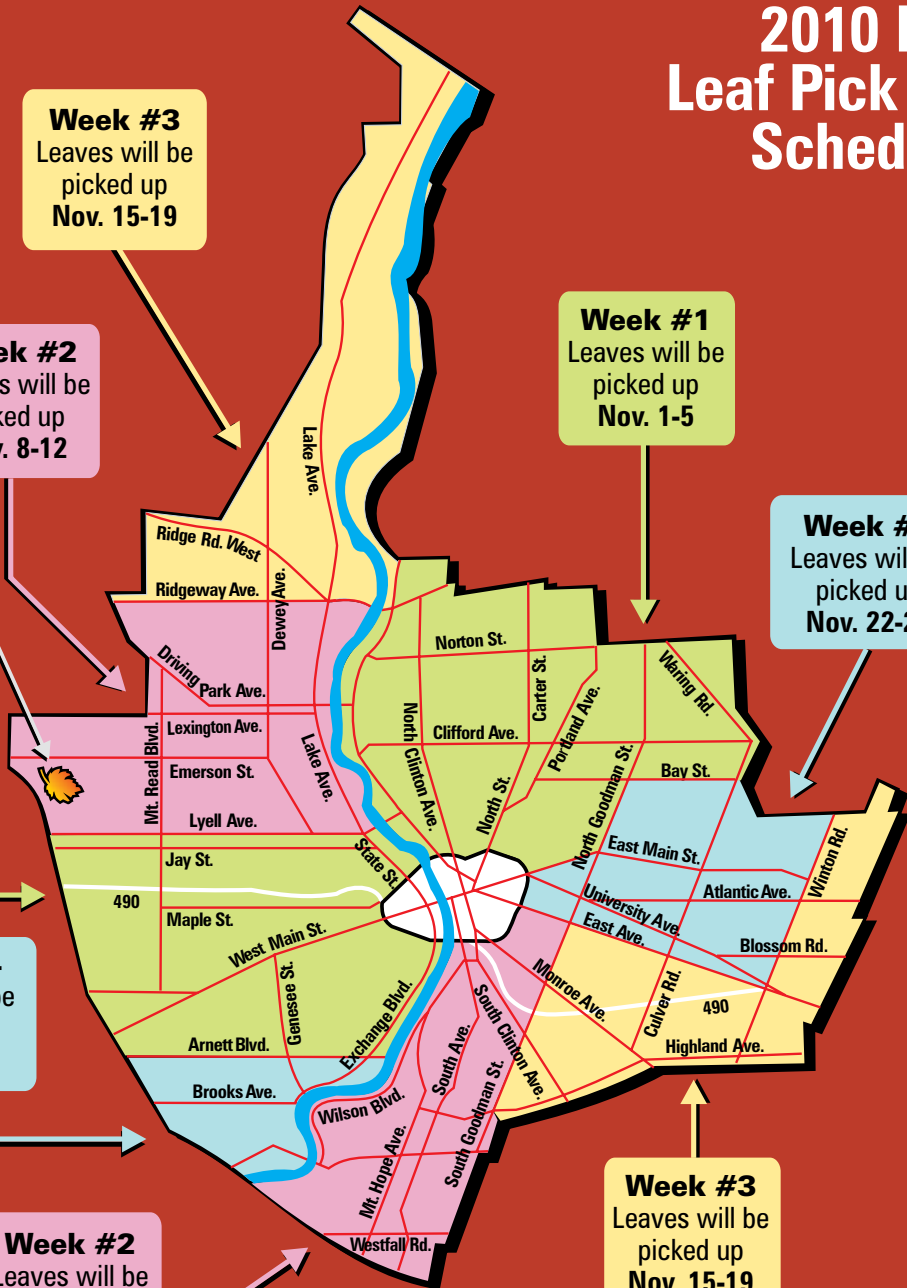 2010
Leaf Pick
Sched
Week #3
Leaves will be
picked up
Nov. 15-19
Week #1
Leaves will be
picked up
Nov. 1-5
ek #2
s will be
ked up
. 8-12
Week #
Leaves wil
picked u
Nov. 22-2
Lake Ave.
Ridge Rd. West
Ridgeway Ave.
Dewey Ave.
Norton St.
Driving
Park Ave.
Carter St.
Waring Rd.
Portland Ave.
Mt. Read Blvd.
Lexington Ave.
North Clinton Ave.
Clifford Ave.
Lake Ave.
Emerson St.
North Goodman St.
Bay St.
North St.
Lyell Ave.
State St.
East Main St.
Winton Rd.
Jay St.
490
University Ave.
Atlantic Ave.
Maple St.
East Ave.
West Main St.
Blossom Rd.
Genesee St.
Monroe Ave.
Culver Rd.
490
Exchange Blvd.
South Clinton Ave.
Arnett Blvd.
Highland Ave.
South Ave.
Brooks Ave.
Wilson Blvd.
South Goodman St.
Mt. Hope Ave.
Westfall Rd.
Week #3
Leaves will be
picked up
Nov. 15-19
Week #2
Leaves will be